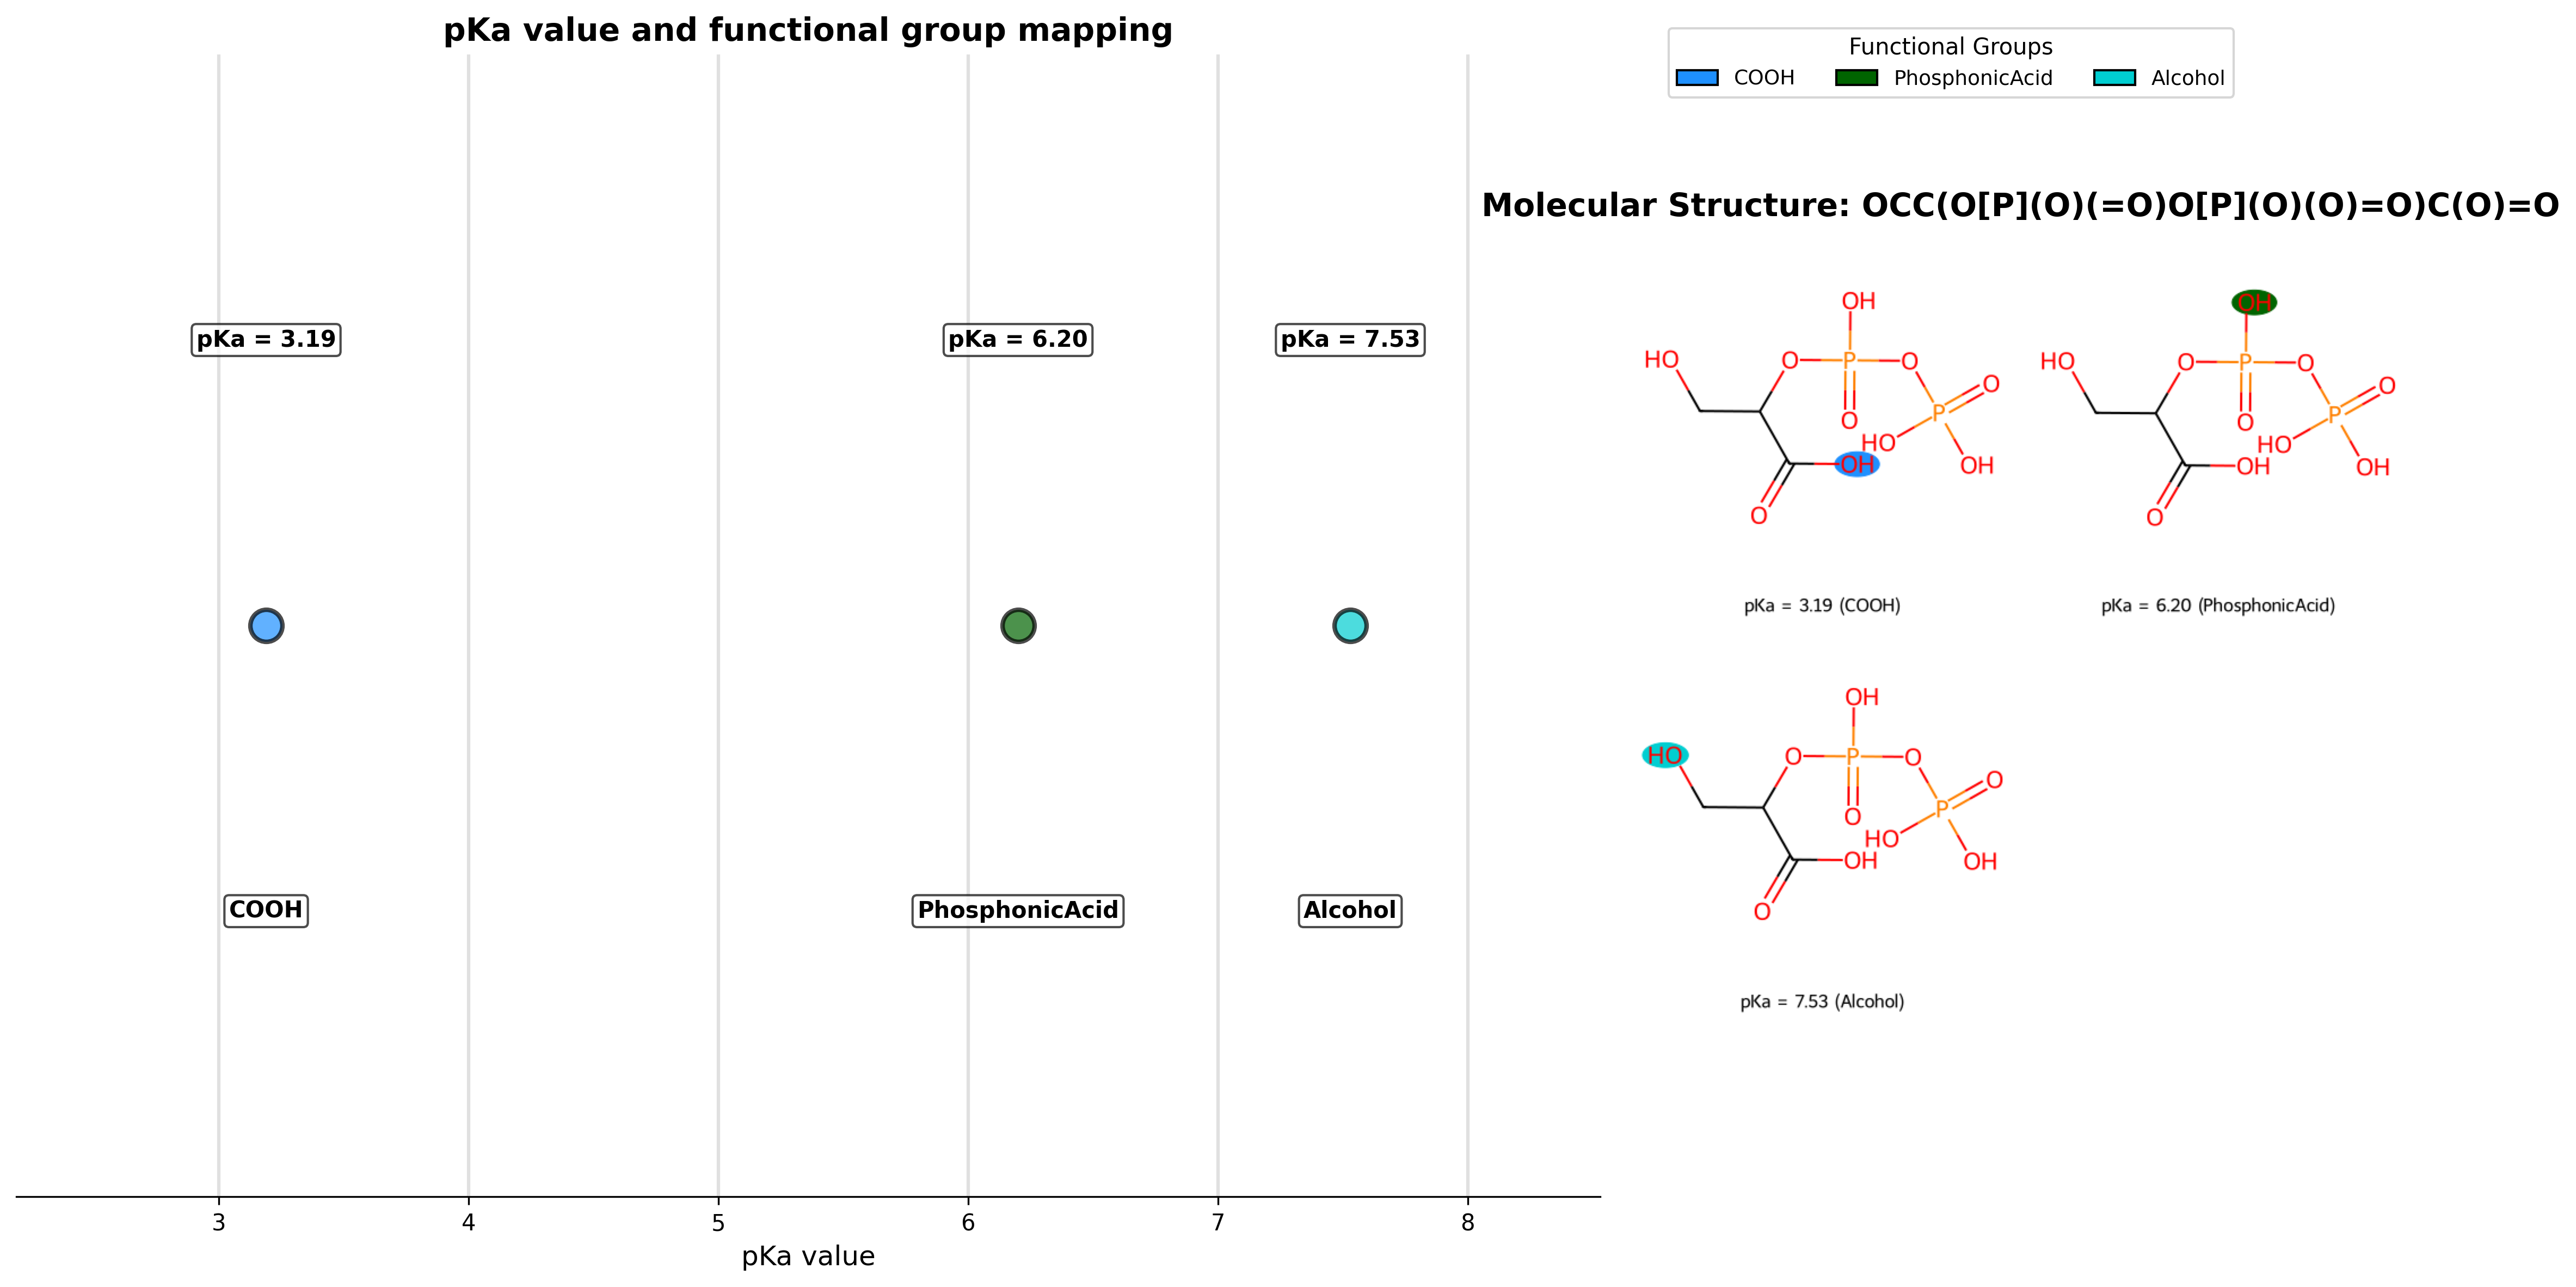 pKa value and functional group mapping
pKa = 3.19
pKa = 6.20
pKa = 7.53
COOH
PhosphonicAcid
Alcohol
3 4 5 6 7 8
pKa value
Functional Groups
COOH PhosphonicAcid Alcohol
Molecular Structure: OCC(O[P](O)(=O)O[P](O)(O)=O)C(O)=O
OH
HO O P O O
O P
HO
OH OH
O
pKa = 3.19 (COOH)
OH
HO O P O O
O P
HO
OH OH
O
pKa = 6.20 (PhosphonicAcid)
OH
HO O P O O
O P
HO
OH OH
O
pKa = 7.53 (Alcohol)